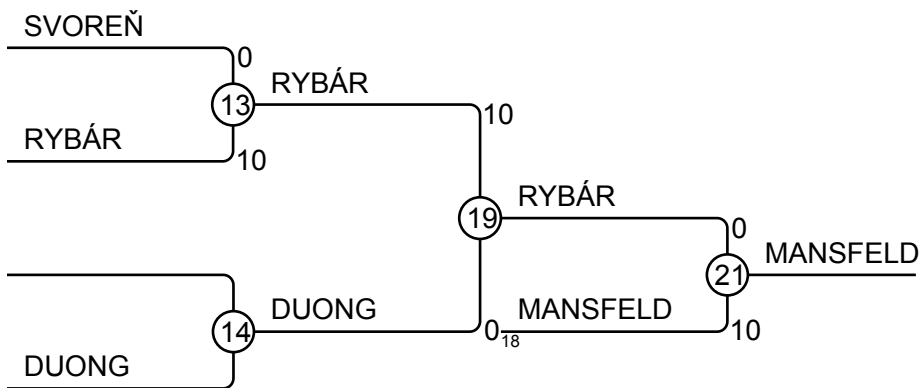 SVOREŇ
0
13
RYBÁR
RYBÁR
10
10
19
RYBÁR
0
21
MANSFELD
14
DUONG
0
18
MANSFELD
10
DUONG